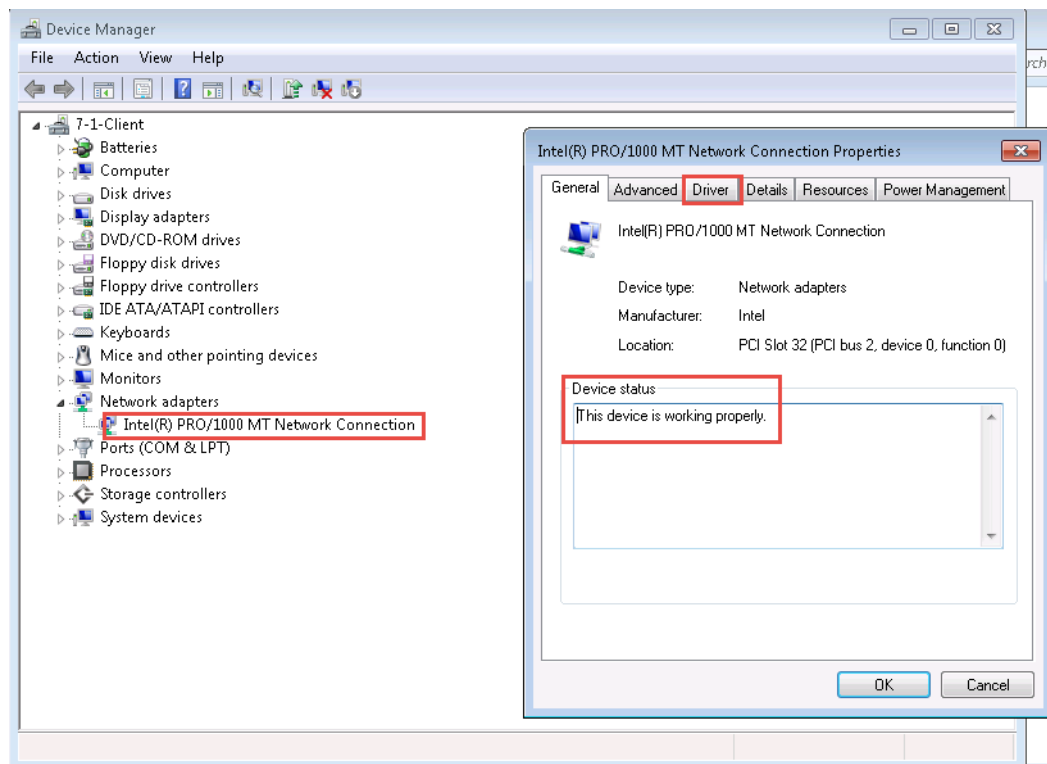 Device Manager
File Action View Help
rch
7-1-Client
Batteries
Computer
Disk drives
Display adapters
DVD/CD-ROM drives
Floppy disk drives
Floppy drive controllers
IDE ATA/ATAPI controllers
Keyboards
Mice and other pointing devices
Monitors
Network adapters
Intel(R) PRO/1000 MT Network Connection
Ports (COM & LPT)
Processors
Storage controllers
System devices
Intel(R) PRO/1000 MT Network Connection Properties
General Advanced Driver Details Resources Power Management
Intel(R) PRO/1000 MT Network Connection
Device type: Network adapters
Manufacturer: Intel
Location: PCI Slot 32 (PCI bus 2, device 0, function 0)
Device status
This device is working properly.
OK Cancel